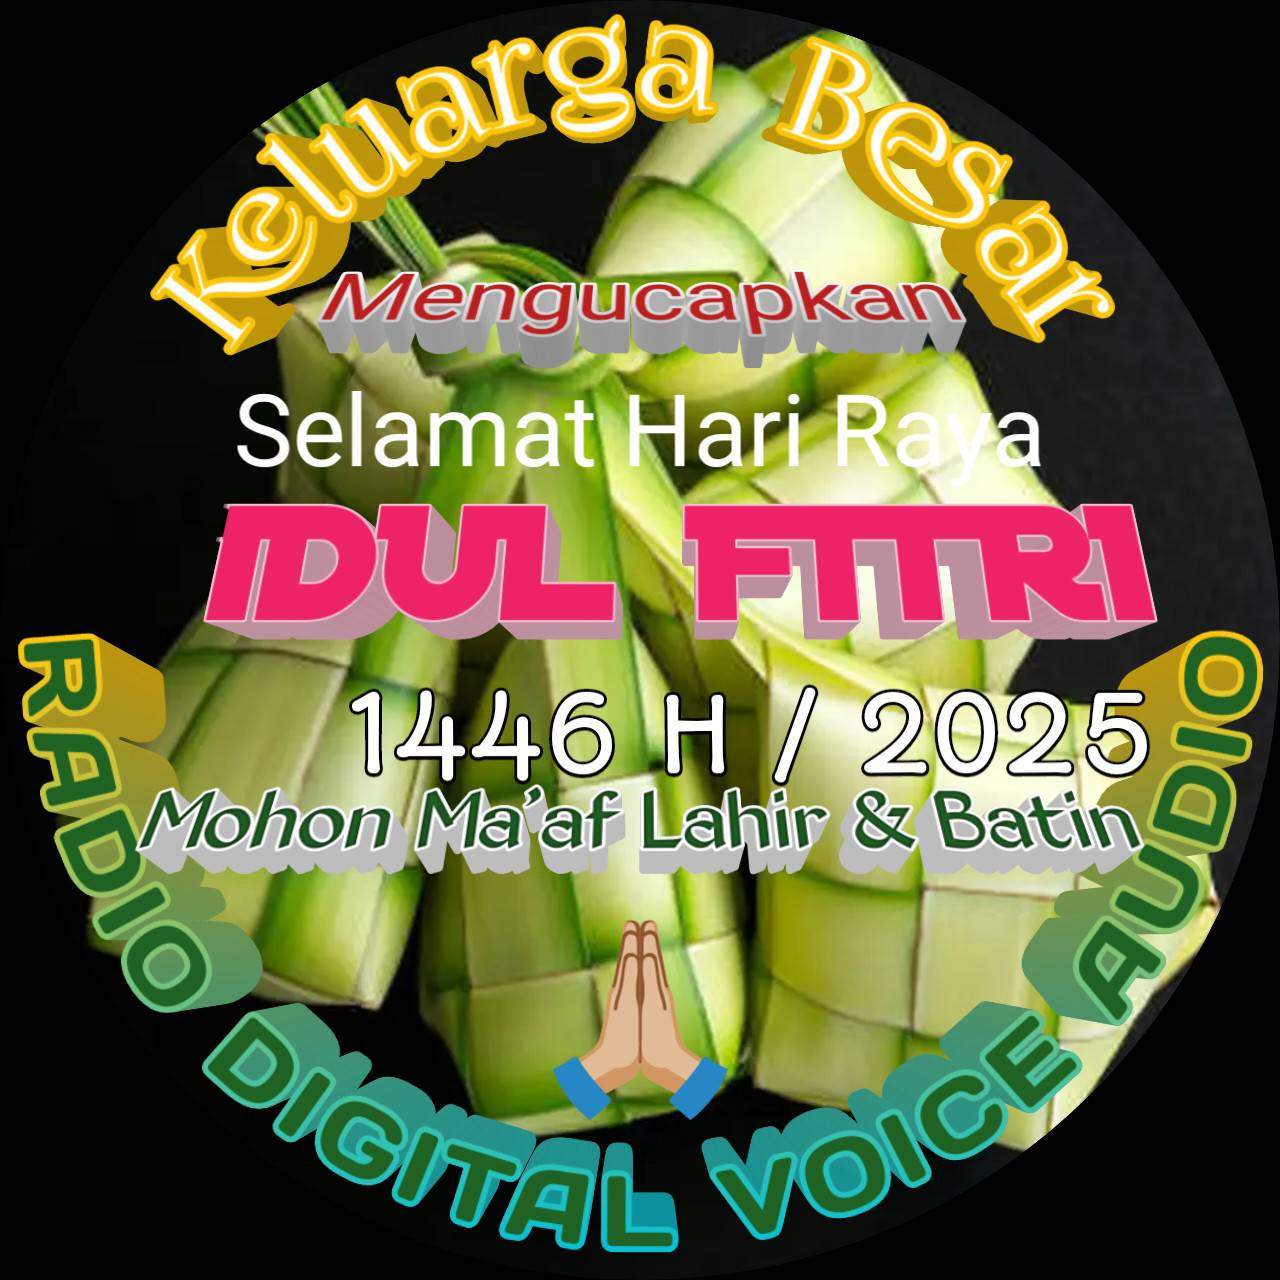 Keluarga Besar
Mengucapkan
Selamat Hari Raya
IDUL FITRI
1446 H / 2025
Mohon Ma'af Lahir & Batin
RADIO DIGITAL VOICE AUDIO